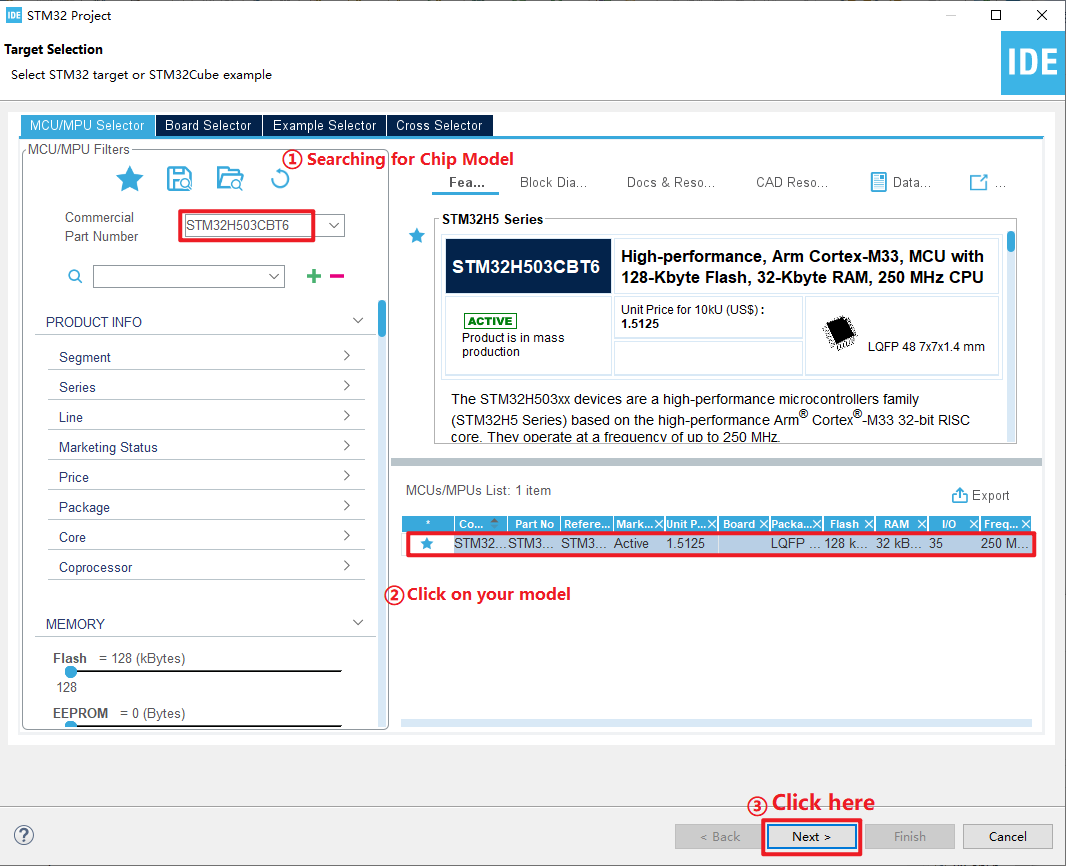 IDE STM32 Project
Target Selection
Select STM32 target or STM32Cube example
IDE
MCU/MPU Selector
Board Selector
Example Selector
Cross Selector
MCU/MPU Filters
① Searching for Chip Model
Commercial
Part Number
STM32H503CBT6
PRODUCT INFO
Segment
Series
Line
Marketing Status
Price
Package
Core
Coprocessor
MEMORY
Flash = 128 (kBytes)
128
EEPROM = 0 (Bytes)
Fea...
Block Dia...
Docs & Reso...
CAD Reso...
Data...
...
STM32H5 Series
STM32H503CBT6
High-performance, Arm Cortex-M33, MCU with
128-Kbyte Flash, 32-Kbyte RAM, 250 MHz CPU
ACTIVE
Product is in mass
production
Unit Price for 10kU (US$) :
1.5125
LQFP 48 7x7x1.4 mm
The STM32H503xx devices are a high-performance microcontrollers family
(STM32H5 Series) based on the high-performance Arm® Cortex®-M33 32-bit RISC
core. They operate at a frequency of up to 250 MHz.
MCUs/MPUs List: 1 item
Export
* Co... Part No Refere... Mark... Unit P... Board Packa... Flash RAM I/O Freq...
STM32... STM3... STM3... Active 1.5125 LQFP ... 128 k... 32 kB... 35 250 M...
② Click on your model
③ Click here
?
< Back
Next >
Finish
Cancel